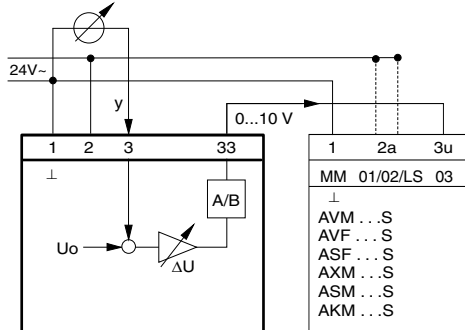 24V~
y
0...10 V
1 2 3 33
⊥
A/B
Uo
ΔU
1 2a 3u
MM 01/02/LS 03
⊥
AVM . . .S
AVF . . .S
ASF . . .S
AXM . . .S
ASM . . .S
AKM . . .S